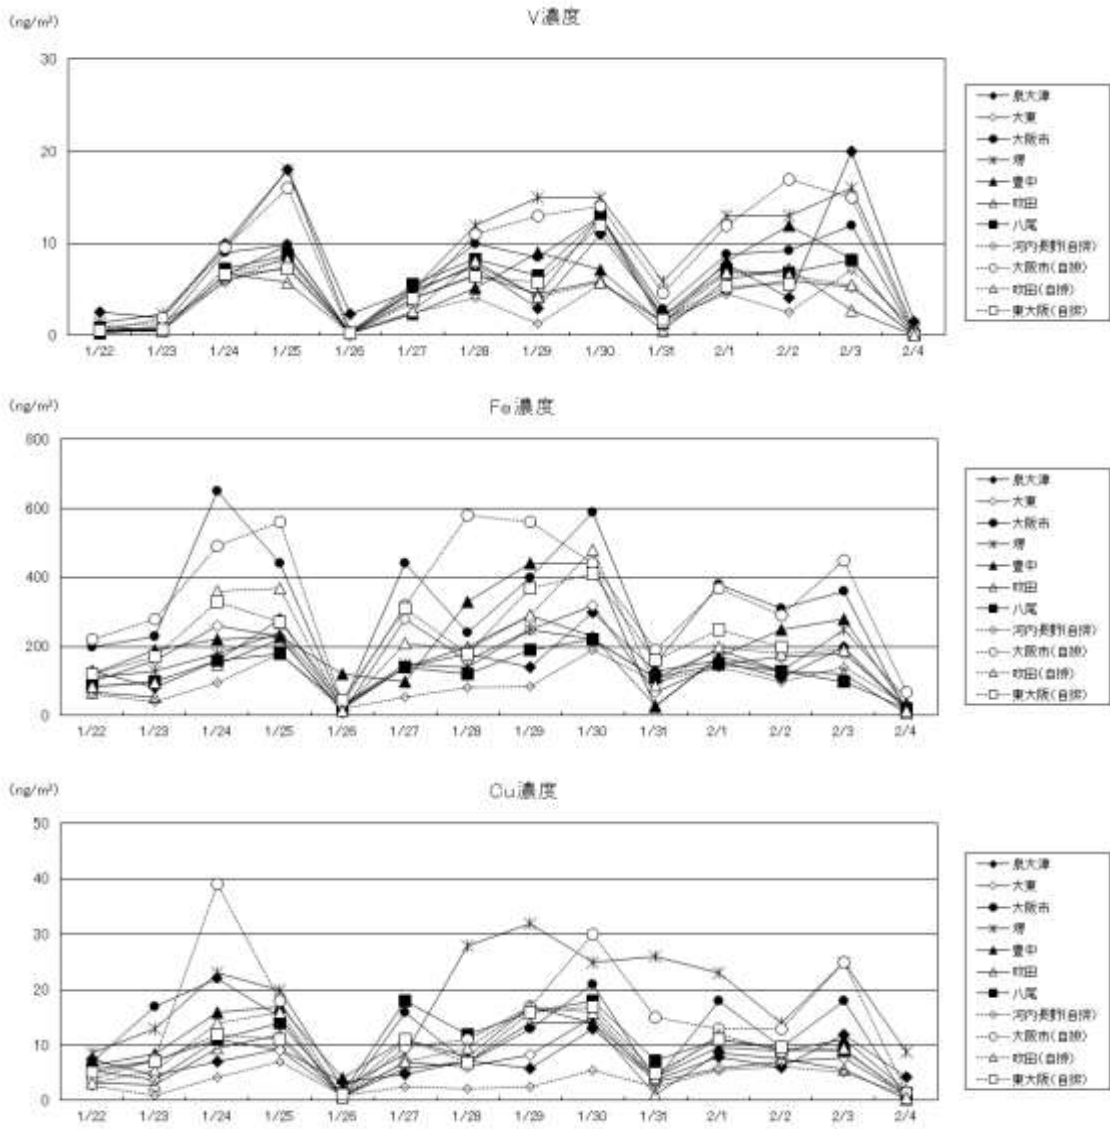 (ng/m³)
V濃度
30
20
10
0
1/22 1/23 1/24 1/25 1/26 1/27 1/28 1/29 1/30 1/31 2/1 2/2 2/3 2/4
泉大津
大東
大阪市
堺
豊中
吹田
八尾
河内長野(自排)
大阪市(自排)
吹田(自排)
東大阪(自排)
(ng/m³)
Fe濃度
800
600
400
200
0
1/22 1/23 1/24 1/25 1/26 1/27 1/28 1/29 1/30 1/31 2/1 2/2 2/3 2/4
泉大津
大東
大阪市
堺
豊中
吹田
八尾
河内長野(自排)
大阪市(自排)
吹田(自排)
東大阪(自排)
(ng/m³)
Cu濃度
50
40
30
20
10
0
1/22 1/23 1/24 1/25 1/26 1/27 1/28 1/29 1/30 1/31 2/1 2/2 2/3 2/4
泉大津
大東
大阪市
堺
豊中
吹田
八尾
河内長野(自排)
大阪市(自排)
吹田(自排)
東大阪(自排)